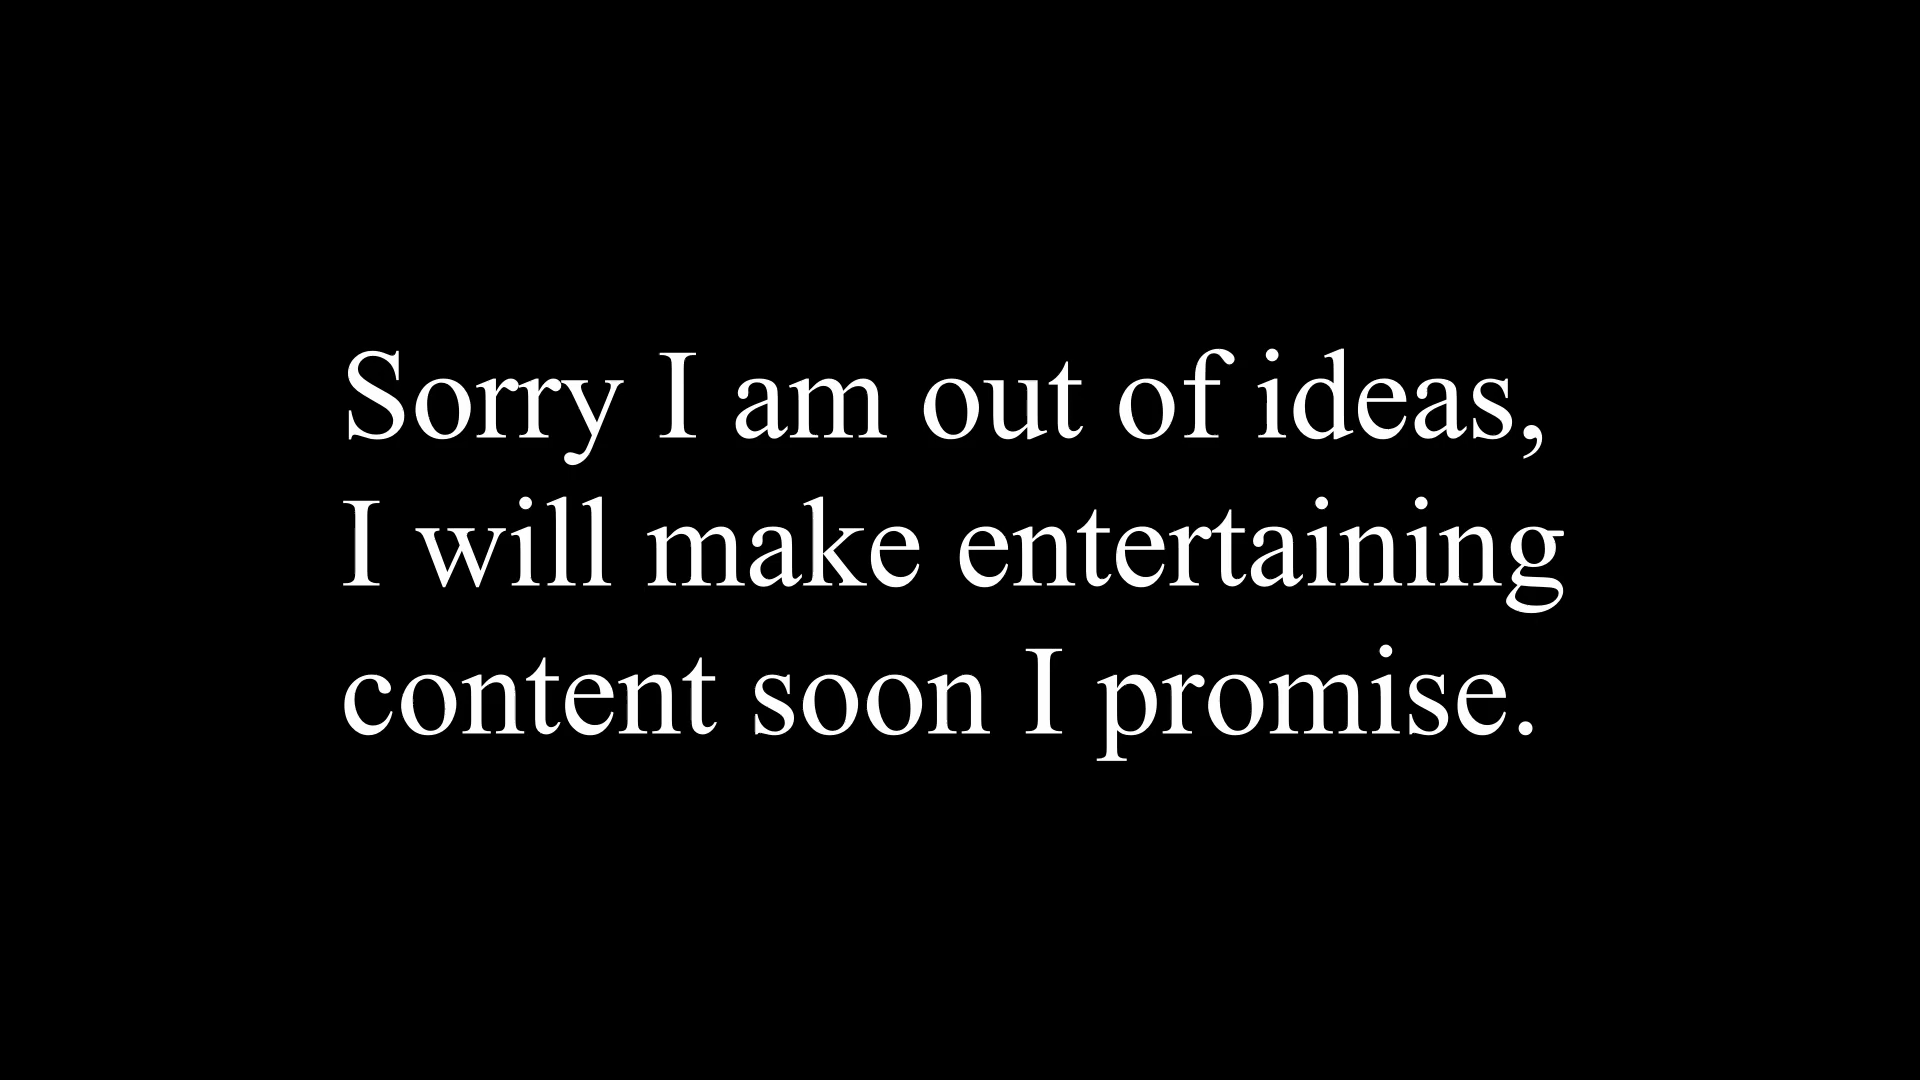 Sorry I am out of ideas,
I will make entertaining
content soon I promise.